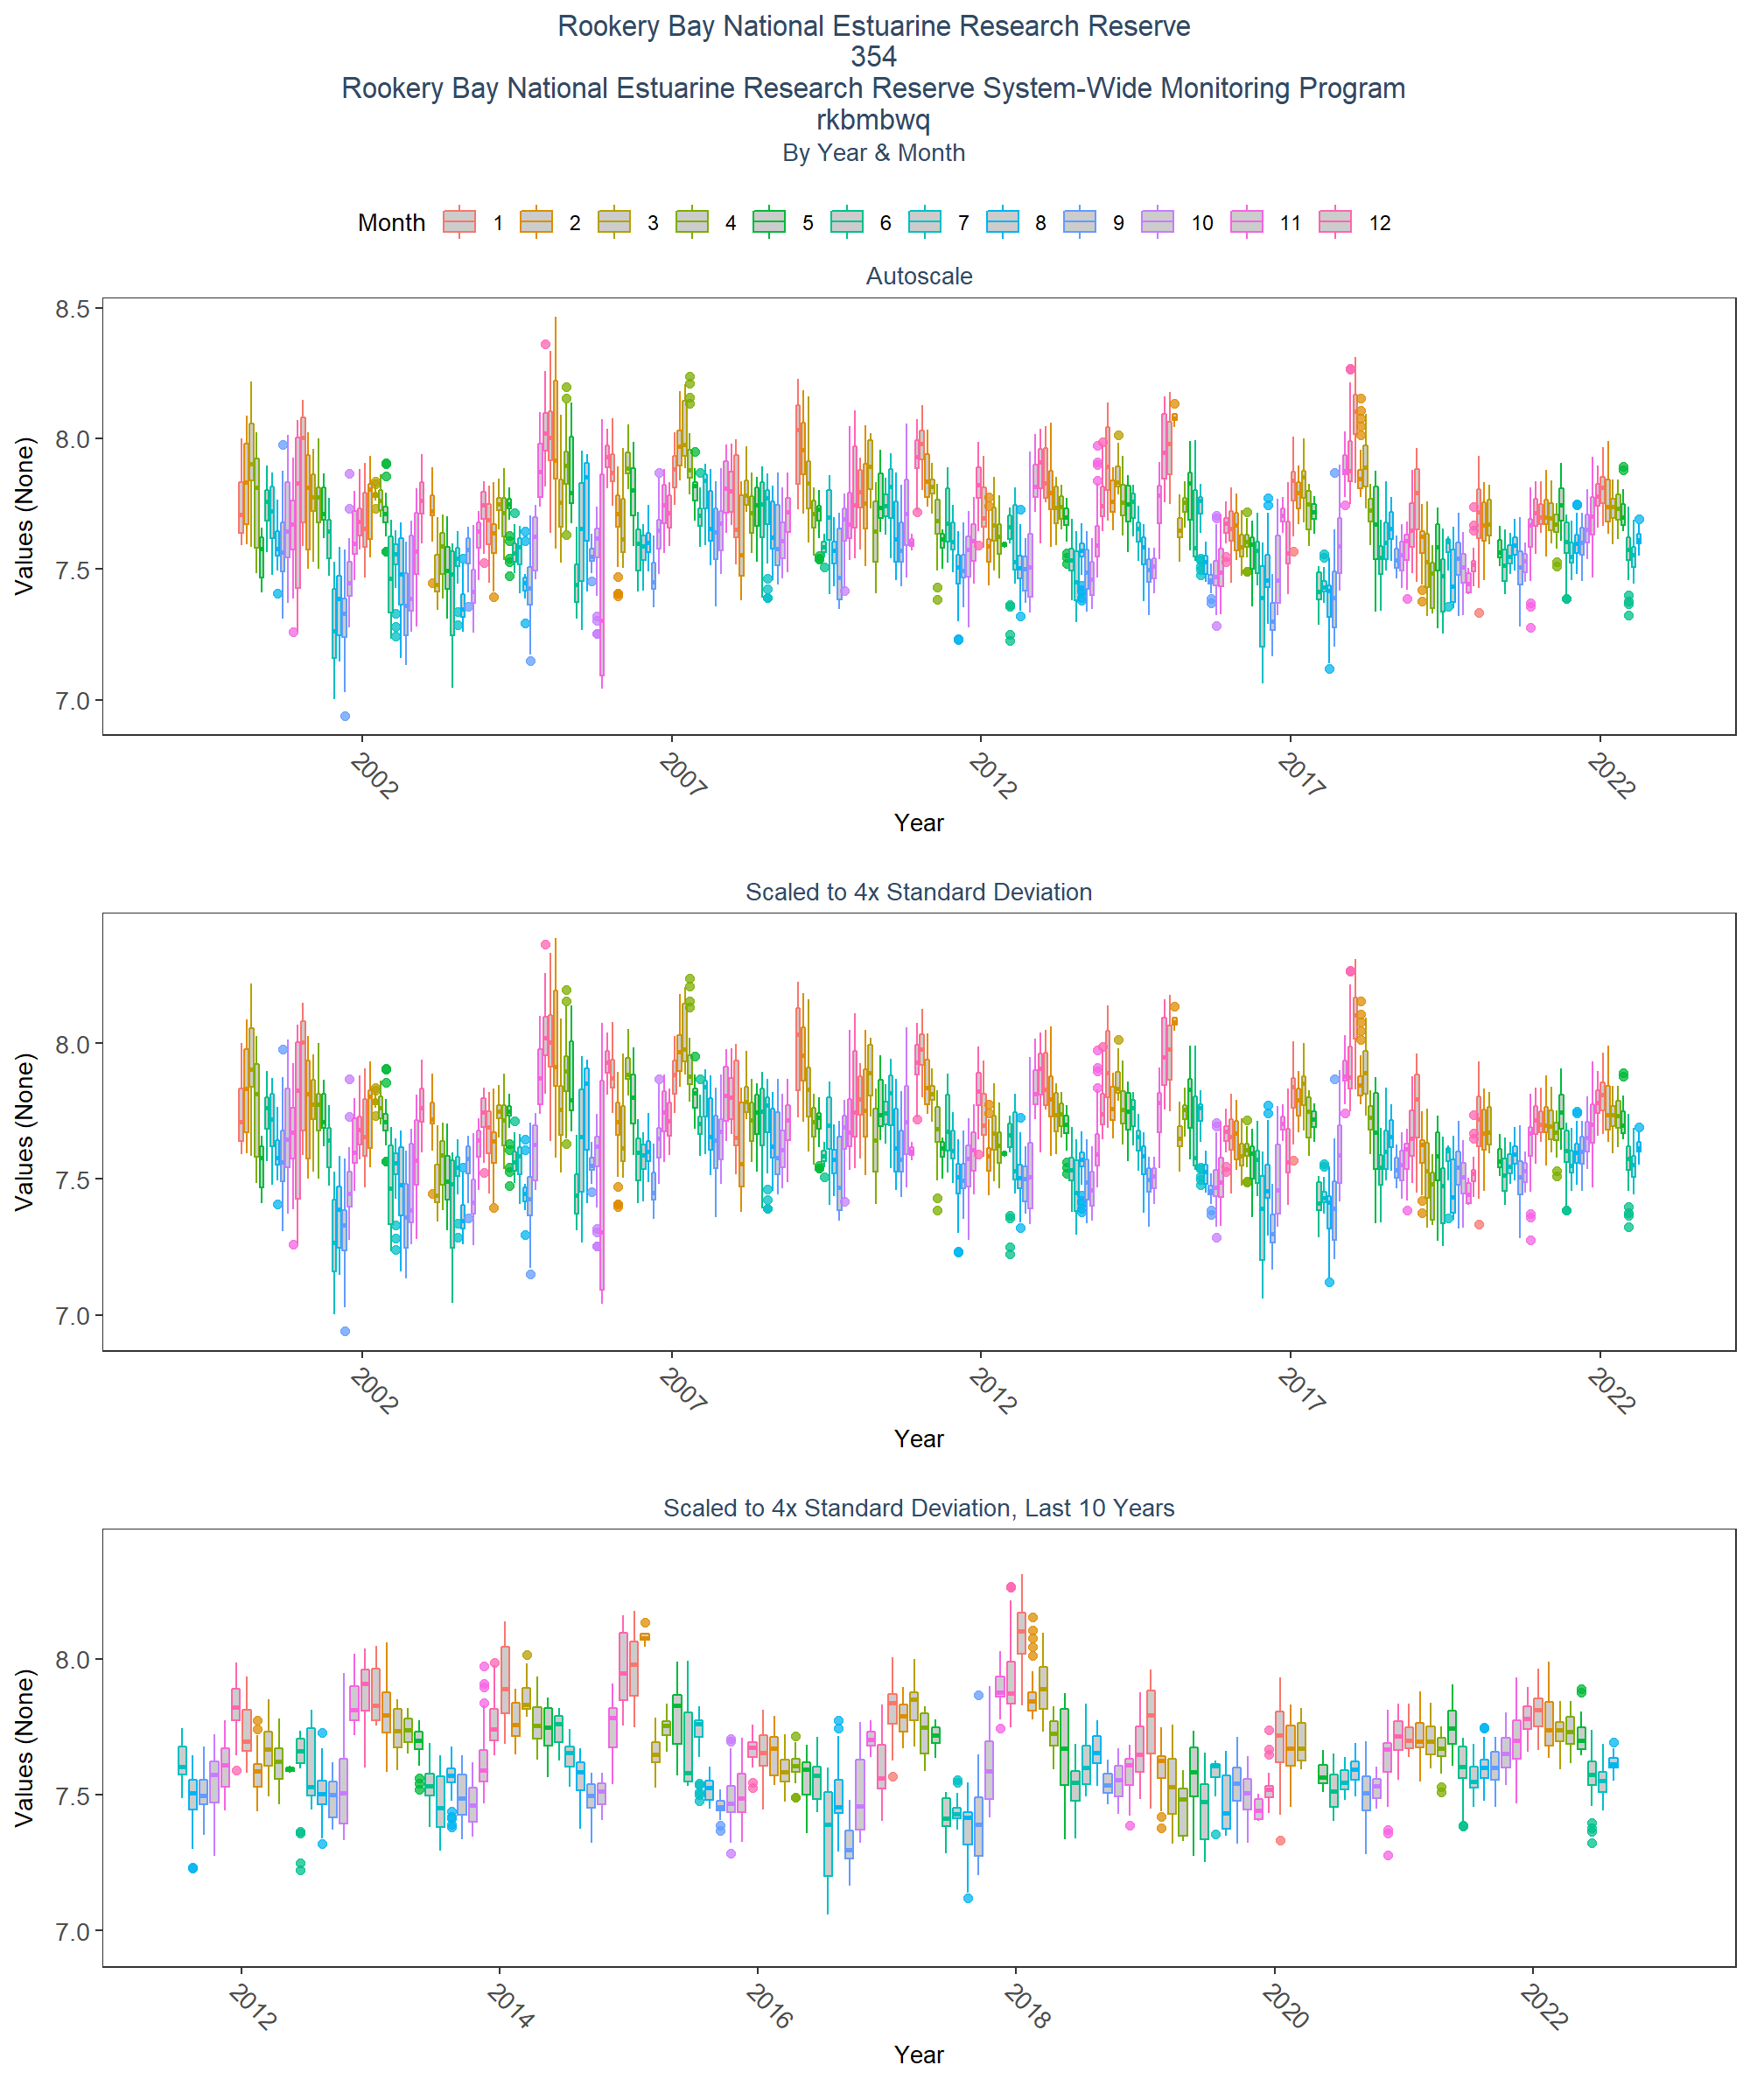 Rookery Bay National Estuarine Research Reserve
354
Rookery Bay National Estuarine Research Reserve System-Wide Monitoring Program
rkbmbwq
By Year & Month
Month 1 2 3 4 5 6 7 8 9 10 11 12
Autoscale
Values (None)
8.5
8.0
7.5
7.0
2002 2007 2012 2017 2022
Year
Scaled to 4x Standard Deviation
Values (None)
8.0
7.5
7.0
2002 2007 2012 2017 2022
Year
Scaled to 4x Standard Deviation, Last 10 Years
Values (None)
8.0
7.5
7.0
2012 2014 2016 2018 2020 2022
Year